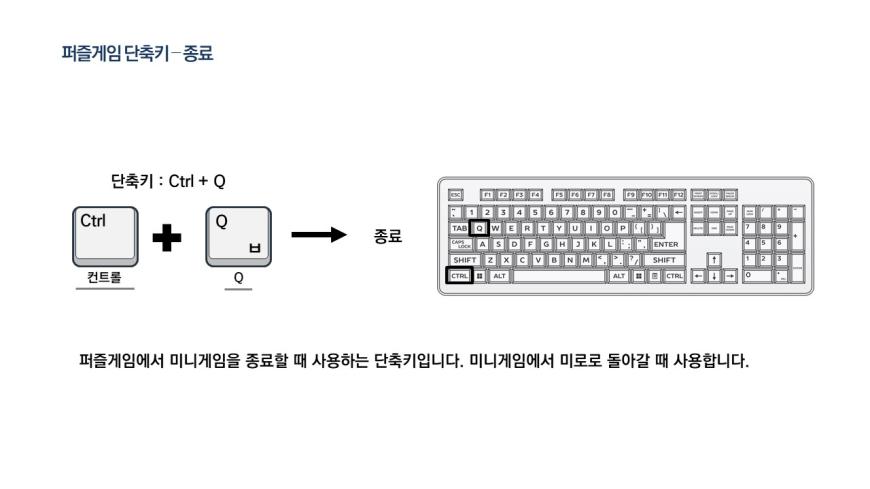 퍼즐게임 단축키-종료
단축키 : Ctrl + Q
Ctrl
Q
ㅂ
종료
컨트롤
Q
ESC F1 F2 F3 F4 F5 F6 F7 F8 F9 F10 F11 F12
1 2 3 4 5 6 7 8 9 0
TAB Q W E R T Y U I O P
7 8 9
CAPS LOCK A S D F G H J K L ENTER
4 5 6
SHIFT Z X C V B N M SHIFT
1 2 3
CTRL ALT ALT CTRL
0
퍼즐게임에서 미니게임을 종료할 때 사용하는 단축키입니다. 미니게임에서 미로로 돌아갈 때 사용합니다.